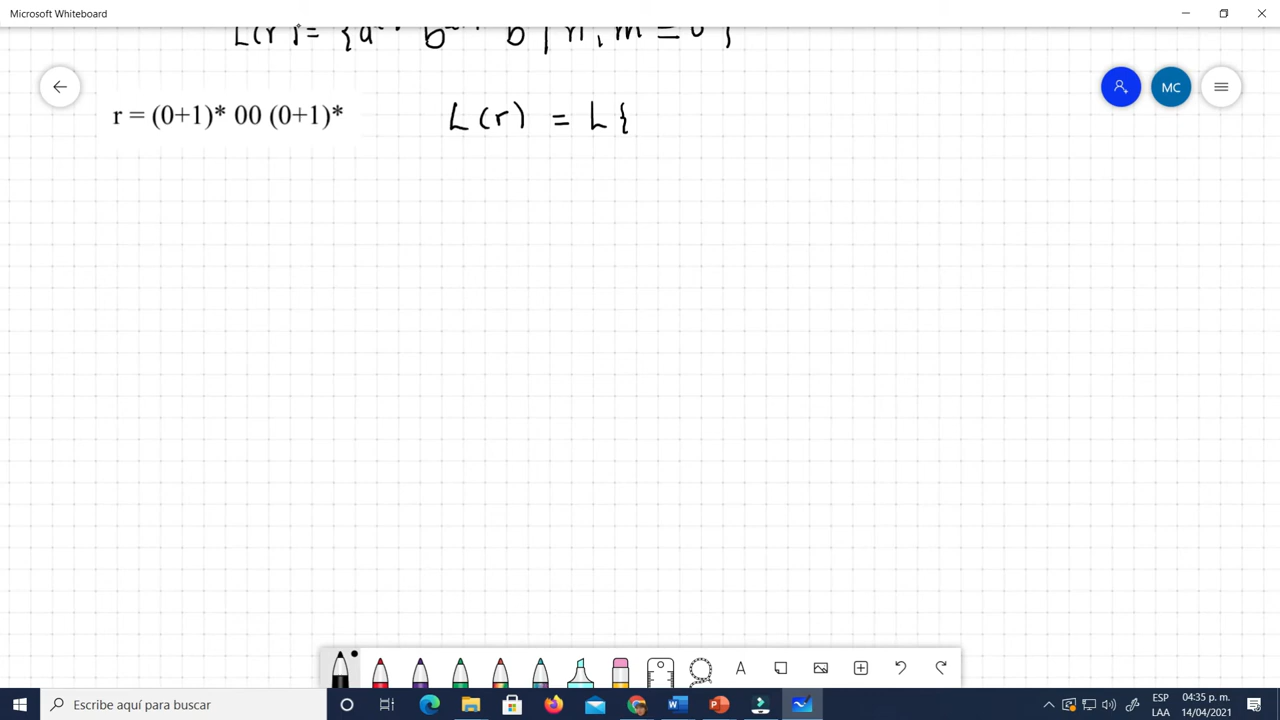 Microsoft Whiteboard
L(r) = {a b b | n, m ≥ 0 }
MC
r = (0+1)* 00 (0+1)*
L (r) = L {
A
Escribe aquí para buscar
ESP
LAA
04:35 p. m.
14/04/2021